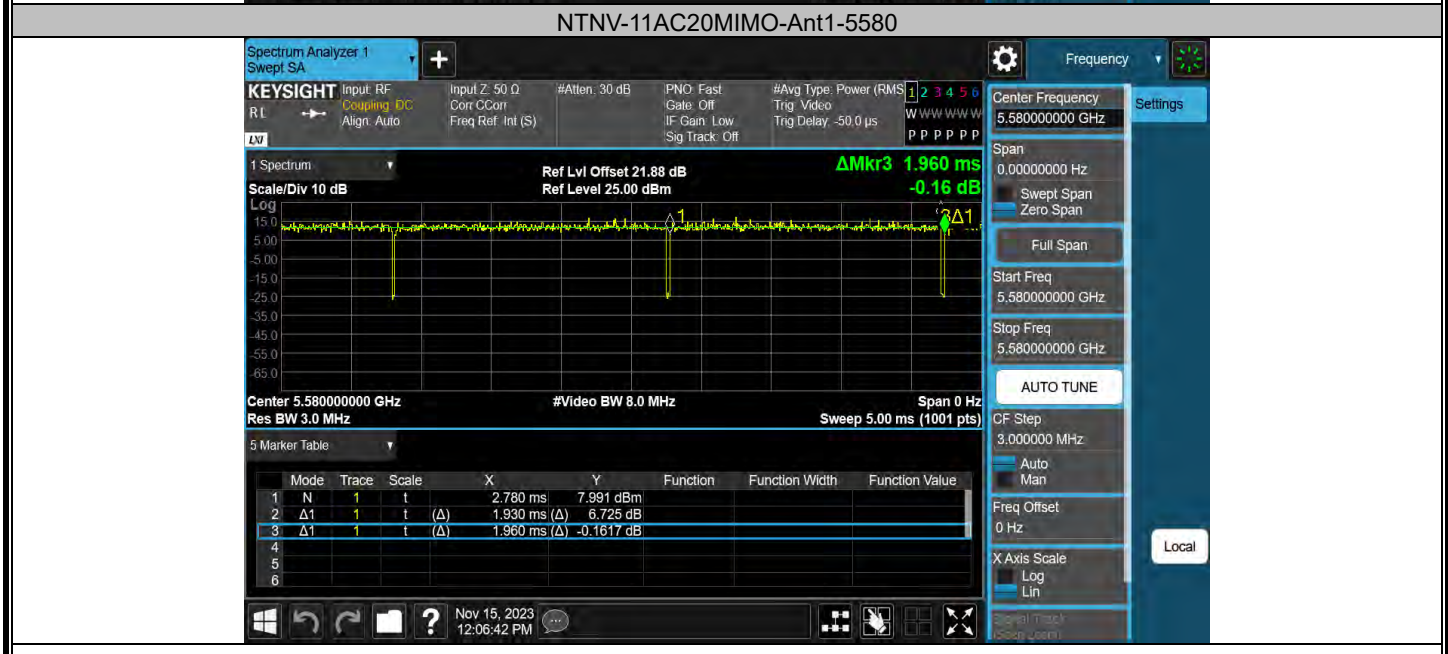 NTNV-11AC20MIMO-Ant1-5580
Spectrum Analyzer 1
Swept SA
+
Frequency
KEYSIGHT
RL
LXI
Input: RF
Coupling: DC
Align: Auto
Input Z: 50 Ω
Corr CCorr
Freq Ref: Int (S)
#Atten: 30 dB
PNO: Fast
Gate: Off
IF Gain: Low
Sig Track: Off
#Avg Type: Power (RMS
Trig: Video
Trig Delay: -50.0 µs
1 2 3 4 5 6
W W W W W W
P P P P P P
Center Frequency
5.580000000 GHz
Settings
Span
0.00000000 Hz
Swept Span
Zero Span
Full Span
Start Freq
5.580000000 GHz
Stop Freq
5.580000000 GHz
AUTO TUNE
CF Step
3.000000 MHz
Auto
Man
Freq Offset
0 Hz
X Axis Scale
Log
Lin
Local
1 Spectrum
Scale/Div 10 dB
Log
Ref Lvl Offset 21.88 dB
Ref Level 25.00 dBm
ΔMkr3 1.960 ms
-0.16 dB
15.0
5.00
-5.00
-15.0
-25.0
-35.0
-45.0
-55.0
-65.0
1
3Δ1
Center 5.580000000 GHz
#Video BW 8.0 MHz
Span 0 Hz
Res BW 3.0 MHz
Sweep 5.00 ms (1001 pts)
5 Marker Table
Mode Trace Scale X Y Function Function Width Function Value
1 N 1 t 2.780 ms 7.991 dBm
2 Δ1 1 t (Δ) 1.930 ms (Δ) 6.725 dB
3 Δ1 1 t (Δ) 1.960 ms (Δ) -0.1617 dB
4
5
6
?
Nov 15, 2023
12:06:42 PM